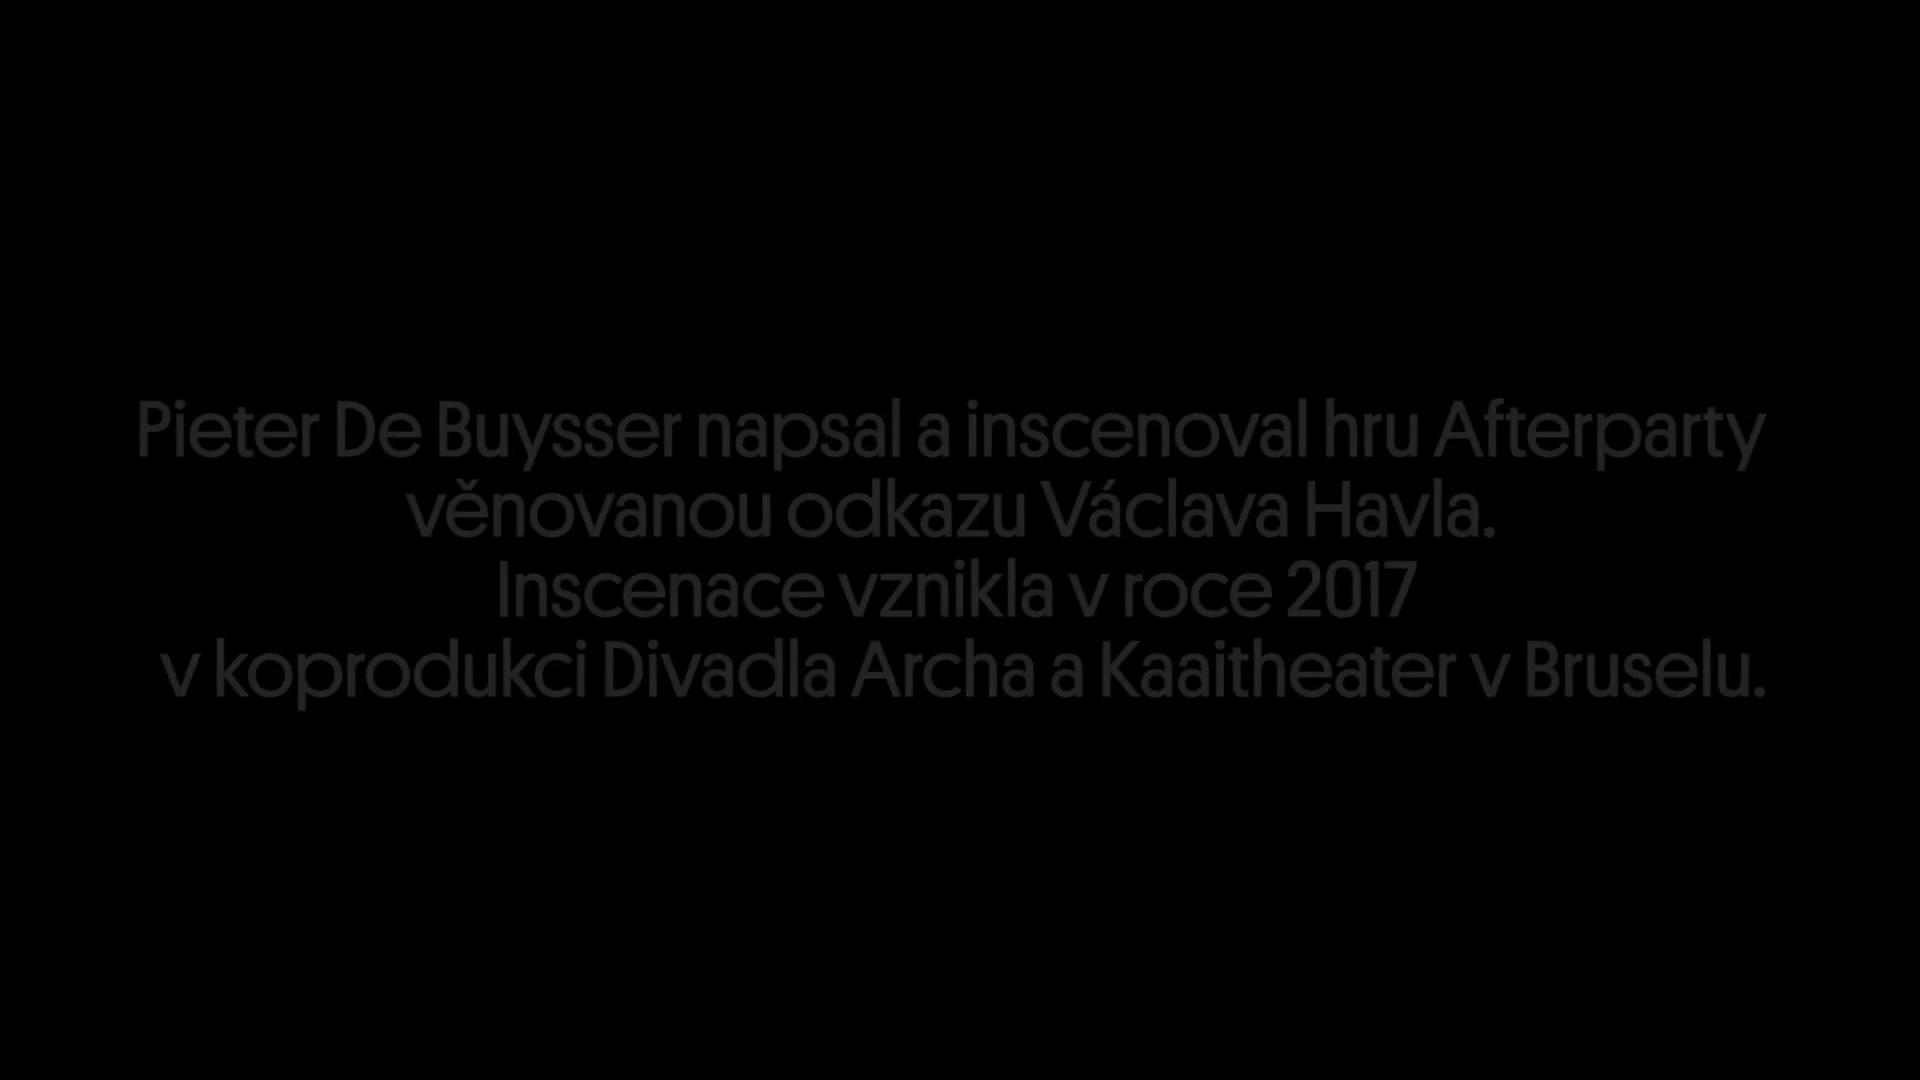 Pieter De Buysser napsal a inscenoval hru Afterparty
věnovanou odkazu Václava Havla.
Inscenace vznikla v roce 2017
v koprodukci Divadla Archa a Kaaitheater v Bruselu.